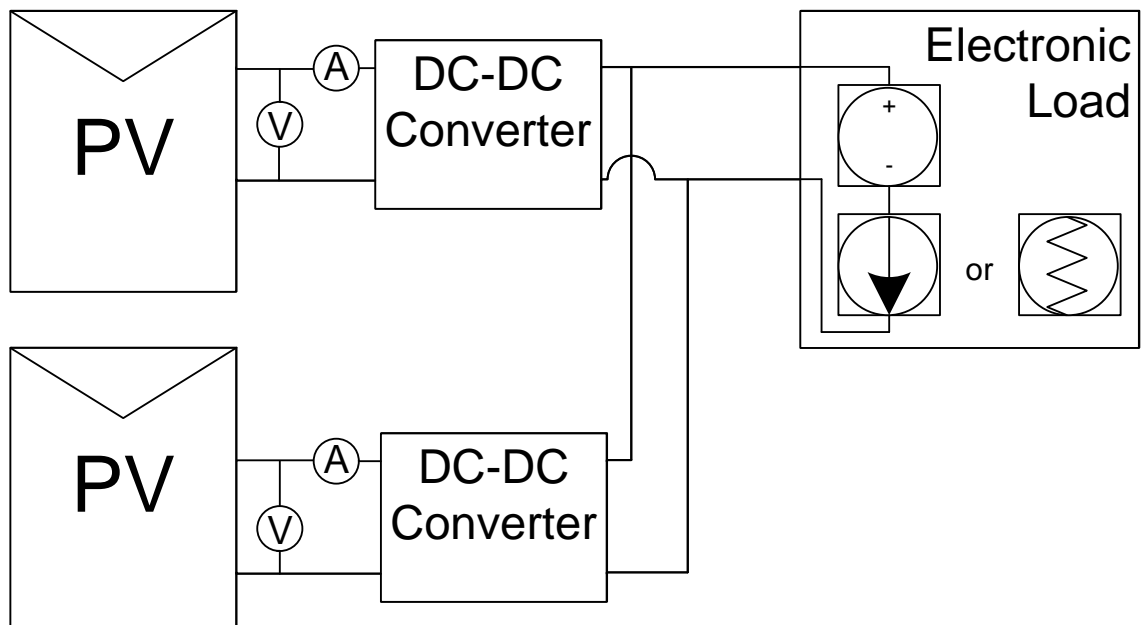 PV
A
V
DC-DC
Converter
Electronic
Load
+
-
or
PV
A
V
DC-DC
Converter